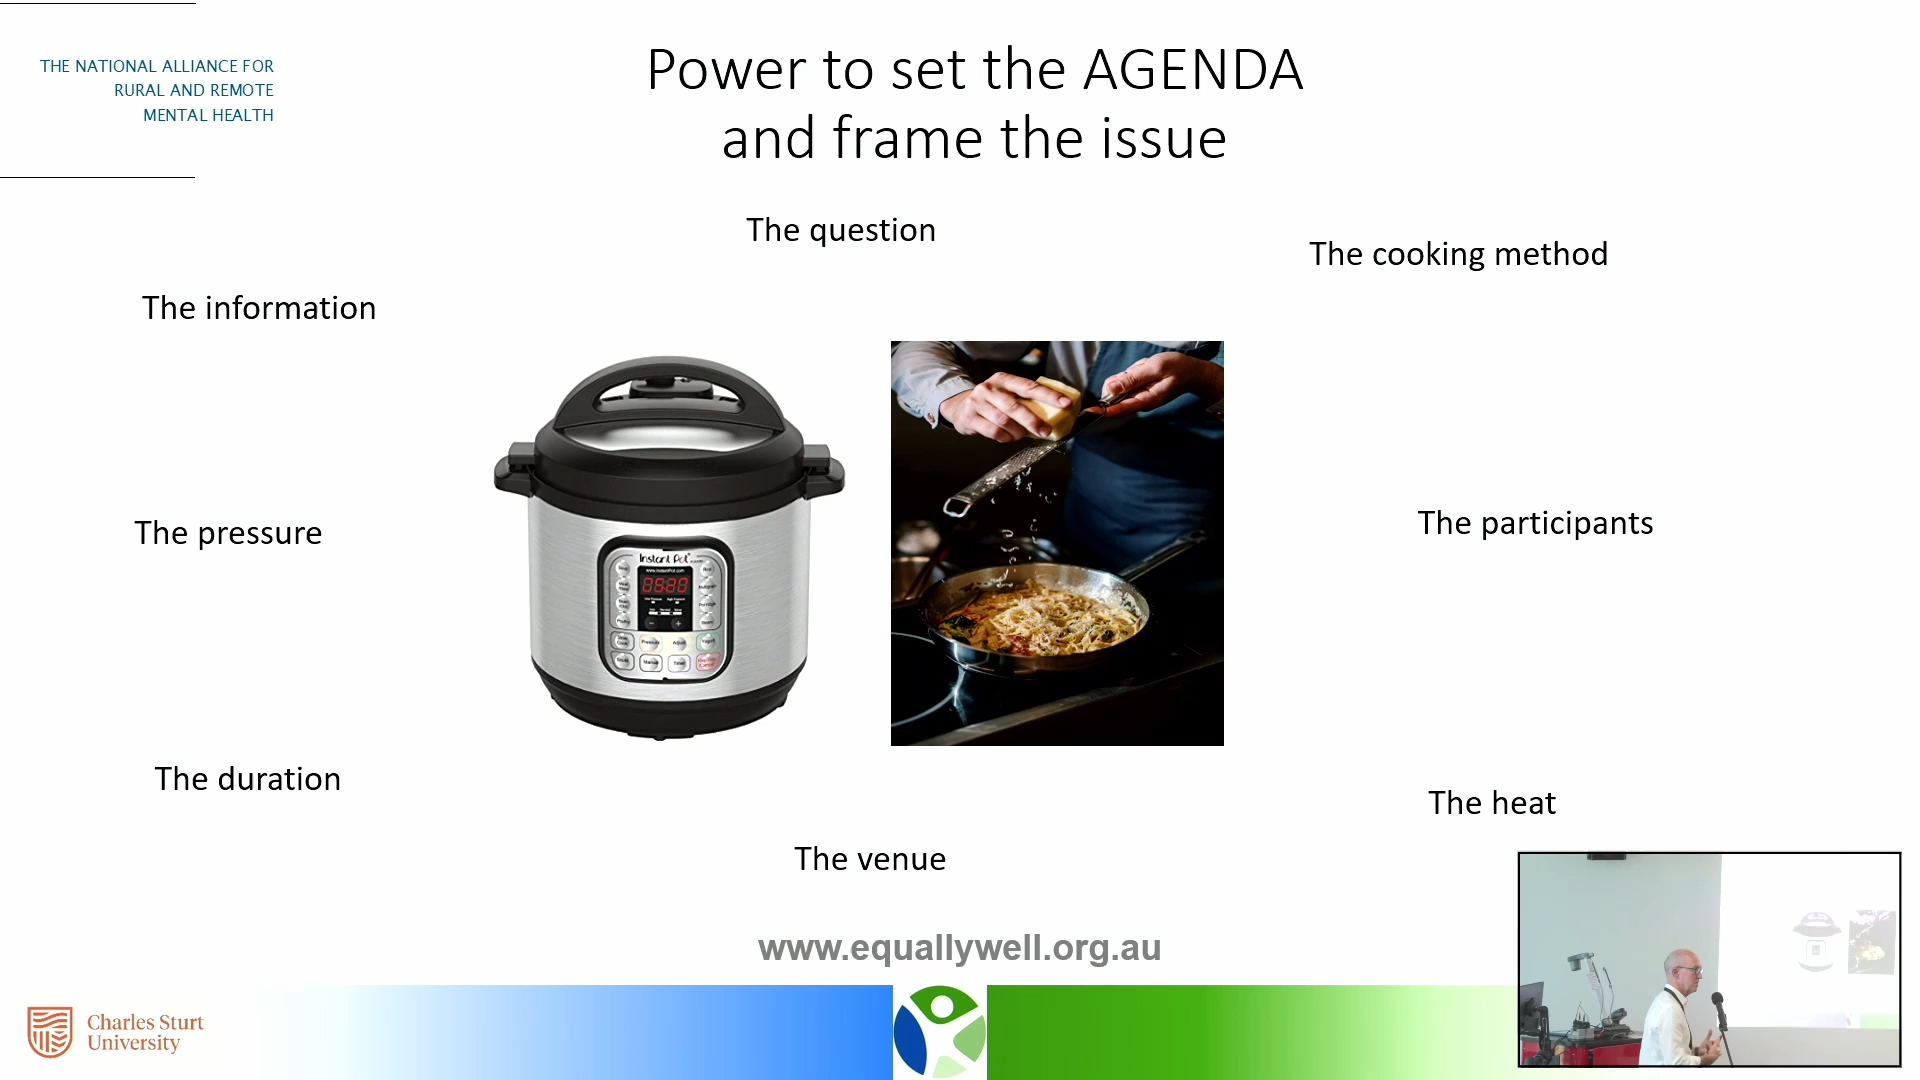 THE NATIONAL ALLIANCE FOR
RURAL AND REMOTE
MENTAL HEALTH
Power to set the AGENDA
and frame the issue
The question
The cooking method
The information
The pressure
The participants
The duration
The heat
The venue
Instant Pot
www.equallywell.org.au
Charles Sturt
University